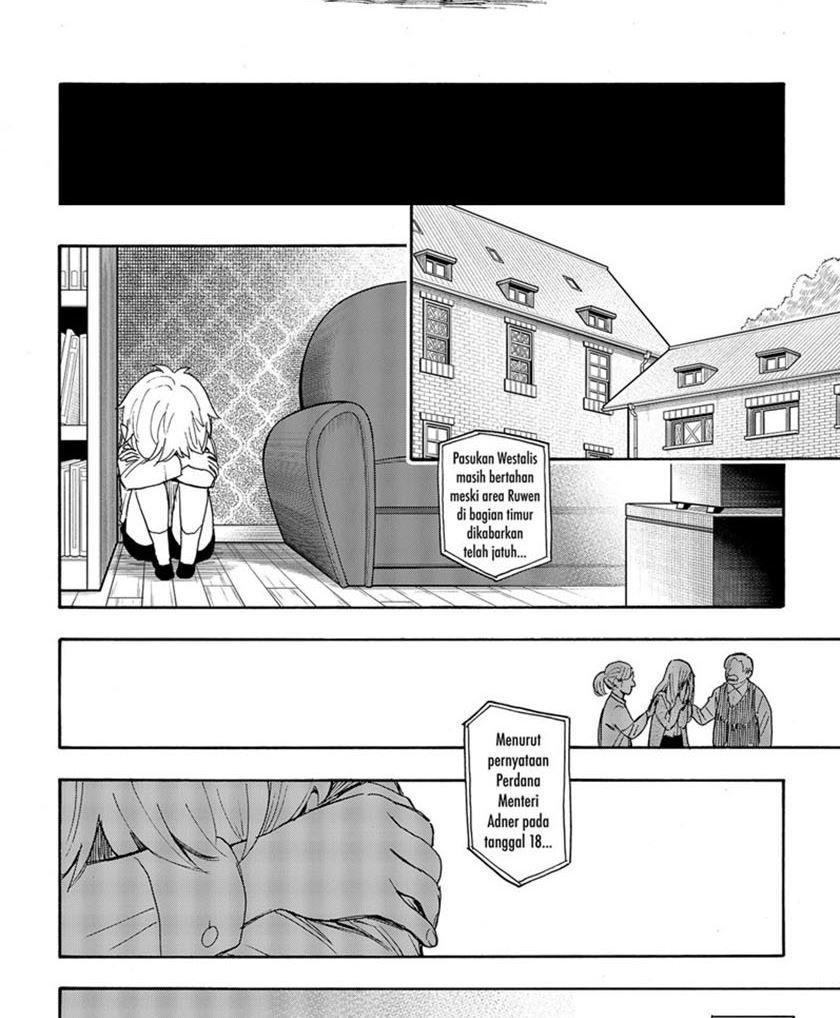 Pasukan Westalis
masih bertahan
meski area Ruwen
di bagian timur
dikabarkan
telah jatuh...
Menurut
pernyataan
Perdana
Menteri
Adner pada
tanggal 18...